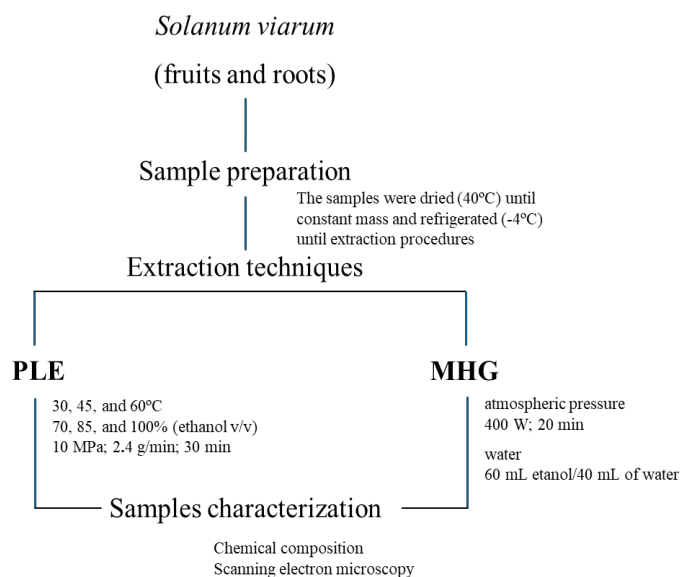 Solanum viarum
(fruits and roots)
Sample preparation
The samples were dried (40ºC) until
constant mass and refrigerated (-4ºC)
until extraction procedures
Extraction techniques
PLE
30, 45, and 60ºC
70, 85, and 100% (ethanol v/v)
10 MPa; 2.4 g/min; 30 min
MHG
atmospheric pressure
400 W; 20 min
water
60 mL etanol/40 mL of water
Samples characterization
Chemical composition
Scanning electron microscopy